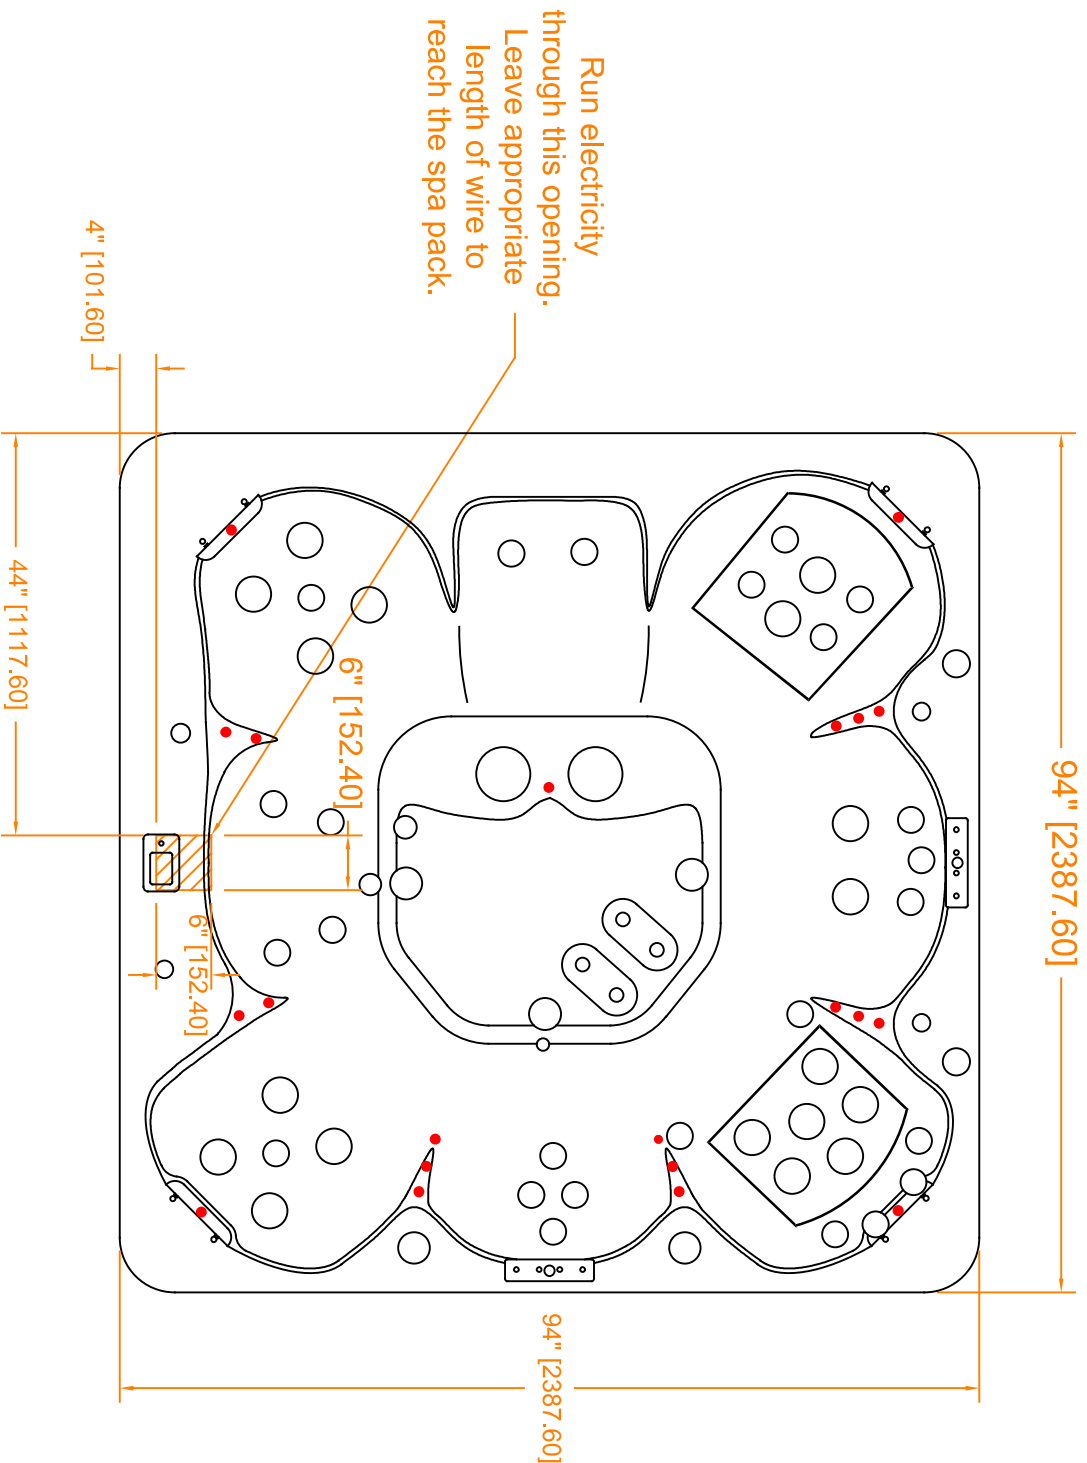 Run electricity
through this opening.
Leave appropriate
length of wire to
reach the spa pack.
4" [101.60]
44" [1117.60]
6" [152.40]
6" [152.40]
94" [2387.60]
94" [2387.60]